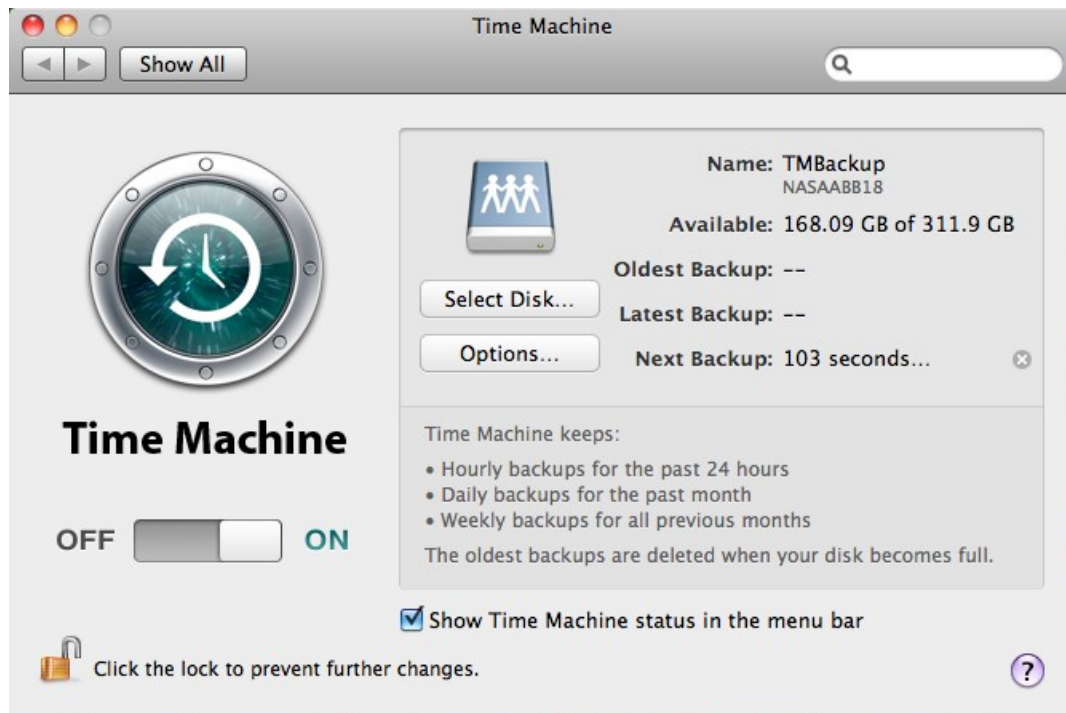 Time Machine
Show All
Name: TMBackup
NASAABB18
Available: 168.09 GB of 311.9 GB
Oldest Backup: --
Select Disk...
Latest Backup: --
Options...
Next Backup: 103 seconds...
Time Machine
Time Machine keeps:
• Hourly backups for the past 24 hours
• Daily backups for the past month
• Weekly backups for all previous months
The oldest backups are deleted when your disk becomes full.
OFF ON
Show Time Machine status in the menu bar
Click the lock to prevent further changes.
?